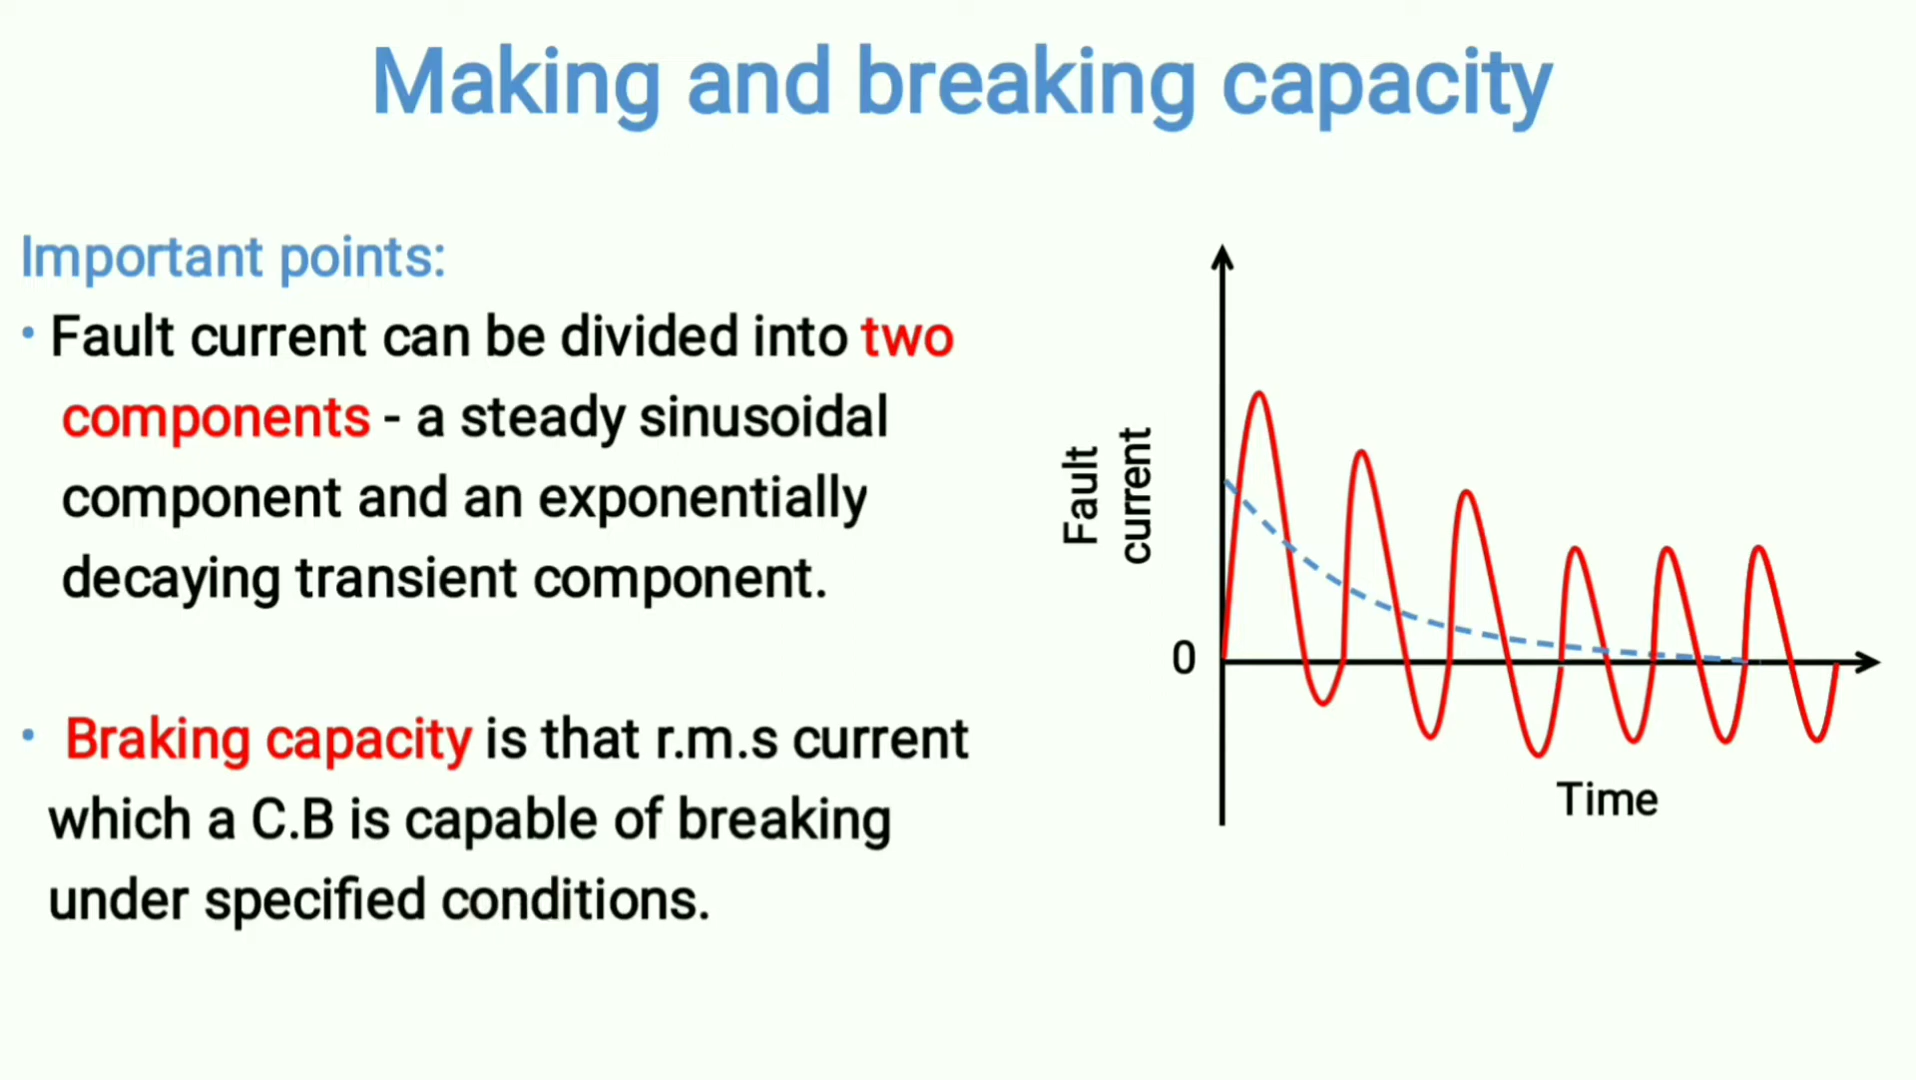 Making and breaking capacity
Important points:
• Fault current can be divided into two
components - a steady sinusoidal
component and an exponentially
decaying transient component.
• Braking capacity is that r.m.s current
which a C.B is capable of breaking
under specified conditions.
Fault
current
0
Time